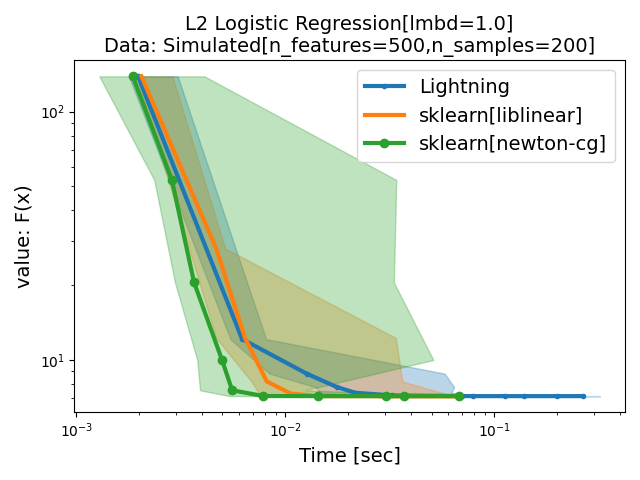 L2 Logistic Regression[lmbd=1.0]
Data: Simulated[n_features=500,n_samples=200]
Lightning
sklearn[liblinear]
sklearn[newton-cg]
value: F(x)
10²
10¹
10⁻³
10⁻²
10⁻¹
Time [sec]